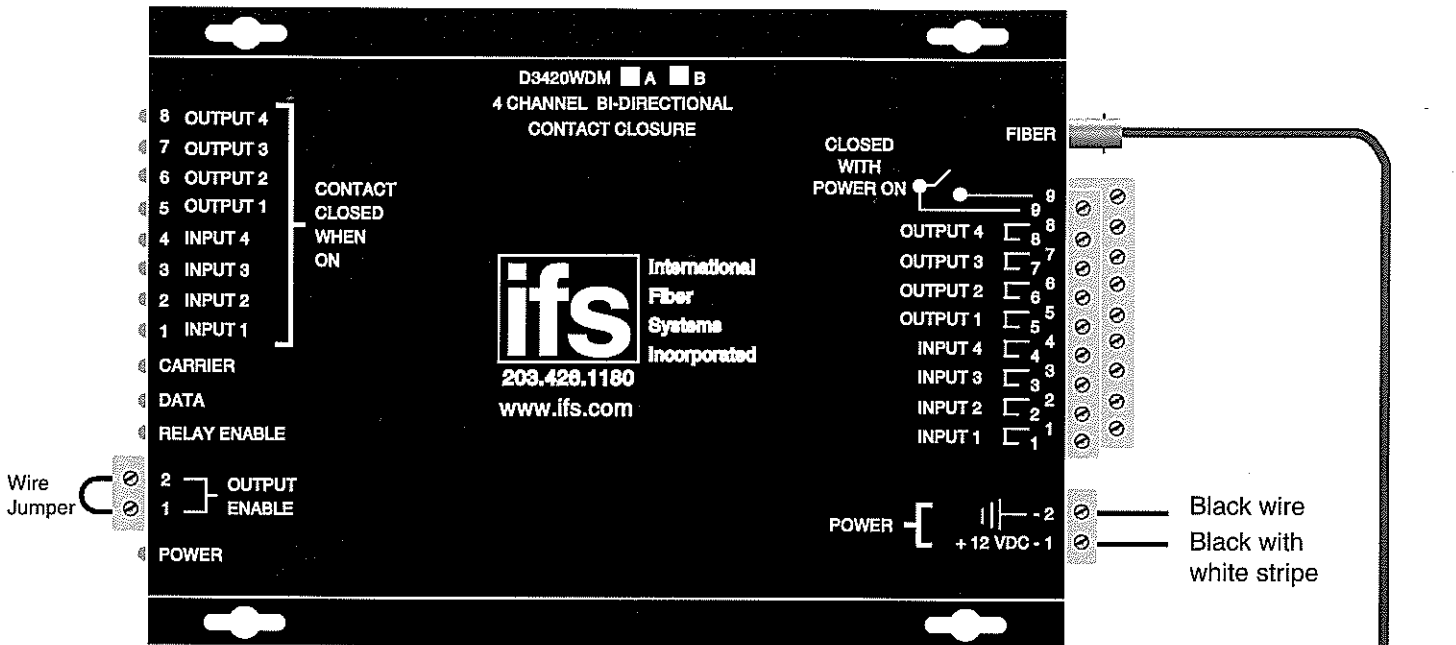 D3420WDM A B
4 CHANNEL BI-DIRECTIONAL
CONTACT CLOSURE
8 OUTPUT 4
7 OUTPUT 3
6 OUTPUT 2
5 OUTPUT 1
4 INPUT 4
3 INPUT 3
2 INPUT 2
1 INPUT 1
CONTACT
CLOSED
WHEN
ON
CARRIER
DATA
RELAY ENABLE
Wire
Jumper
2
1
OUTPUT
ENABLE
POWER
ifs
International
Fiber
Systems
Incorporated
203.426.1180
www.ifs.com
FIBER
CLOSED
WITH
POWER ON
9
9
OUTPUT 4 8 8
OUTPUT 3 7 7
OUTPUT 2 6 6
OUTPUT 1 5 5
INPUT 4 4 4
INPUT 3 3 3
INPUT 2 2 2
INPUT 1 1 1
POWER
- 2
+ 12 VDC - 1
Black wire
Black with
white stripe